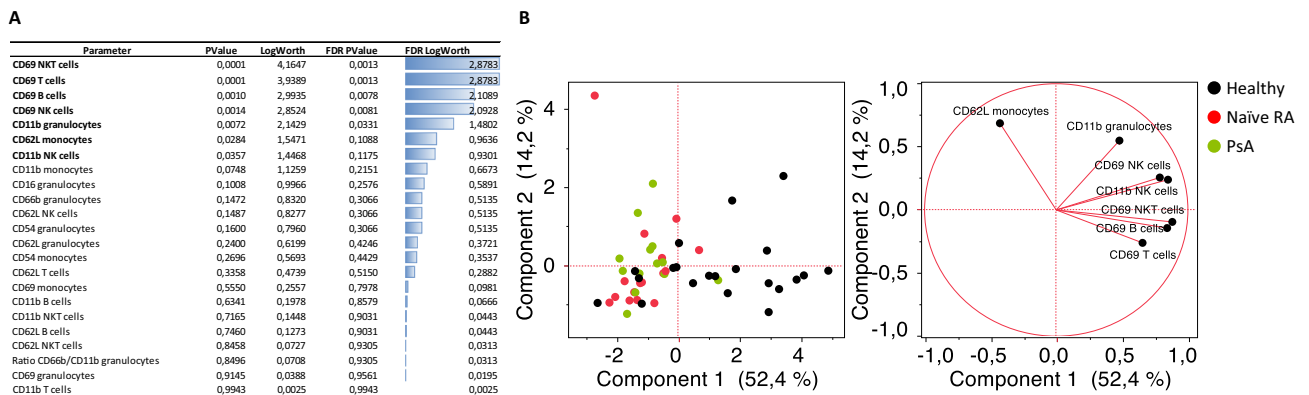 A
B
Parameter PValue LogWorth FDR PValue FDR LogWorth
CD69 NKT cells 0,0001 4,1647 0,0013 2,8783
CD69 T cells 0,0001 3,9389 0,0013 2,8783
CD69 B cells 0,0010 2,9935 0,0078 2,1089
CD69 NK cells 0,0014 2,8524 0,0081 2,0928
CD11b granulocytes 0,0072 2,1429 0,0331 1,4802
CD62L monocytes 0,0284 1,5471 0,1088 0,9636
CD11b NK cells 0,0357 1,4468 0,1175 0,9301
CD11b monocytes 0,0748 1,1259 0,2151 0,6673
CD16 granulocytes 0,1008 0,9966 0,2576 0,5891
CD66b granulocytes 0,1472 0,8320 0,3066 0,5135
CD62L NK cells 0,1487 0,8277 0,3066 0,5135
CD54 granulocytes 0,1600 0,7960 0,3066 0,5135
CD62L granulocytes 0,2400 0,6199 0,4246 0,3721
CD54 monocytes 0,2696 0,5693 0,4429 0,3537
CD62L T cells 0,3358 0,4739 0,5150 0,2882
CD69 monocytes 0,5550 0,2557 0,7978 0,0981
CD11b B cells 0,6341 0,1978 0,8579 0,0666
CD11b NKT cells 0,7165 0,1448 0,9031 0,0443
CD62L B cells 0,7460 0,1273 0,9031 0,0443
CD62L NKT cells 0,8458 0,0727 0,9305 0,0313
Ratio CD66b/CD11b granulocytes 0,8496 0,0708 0,9305 0,0313
CD69 granulocytes 0,9145 0,0388 0,9561 0,0195
CD11b T cells 0,9943 0,0025 0,9943 0,0025
Component 2 (14,2 %)
4
2
0
-2 0 2 4
Component 1 (52,4 %)
Component 2 (14,2 %)
1,0
0,5
0,0
-0,5
-1,0
CD62L monocytes
CD11b granulocytes
CD69 NK cells
CD11b NK cells
CD69 NKT cells
CD69 B cells
CD69 T cells
-1,0 -0,5 0,0 0,5 1,0
Component 1 (52,4 %)
Healthy
Naïve RA
PsA